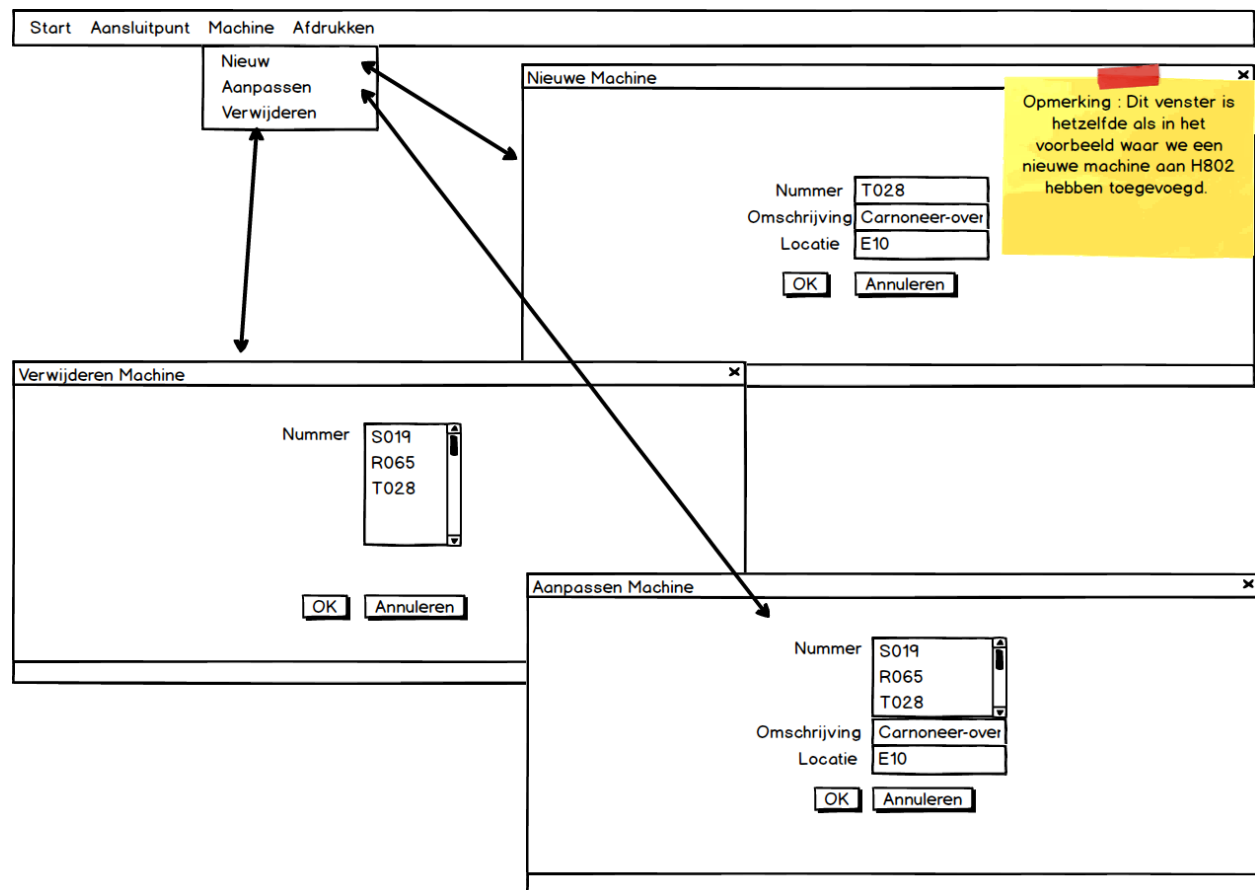 Start Aansluitpunt Machine Afdrukken
Nieuw
Aanpassen
Verwijderen
Nieuwe Machine
Opmerking : Dit venster is
hetzelfde als in het
voorbeeld waar we een
nieuwe machine aan H802
hebben toegevoegd.
Nummer T028
Omschrijving Carnoneer-over
Locatie E10
OK Annuleren
Verwijderen Machine
Nummer S019
R065
T028
OK Annuleren
Aanpassen Machine
Nummer S019
R065
T028
Omschrijving Carnoneer-over
Locatie E10
OK Annuleren